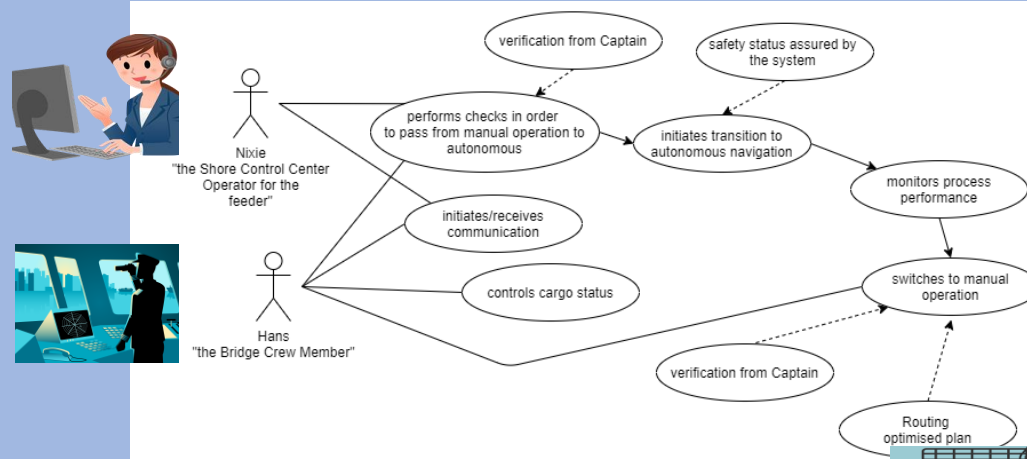 verification from Captain
safety status assured by
the system
performs checks in order
to pass from manual operation to
autonomous
initiates transition to
autonomous navigation
Nixie
"the Shore Control Center
Operator for the
feeder"
monitors process
performance
initiates/receives
communication
switches to manual
operation
controls cargo status
Hans
"the Bridge Crew Member"
verification from Captain
Routing
optimised plan